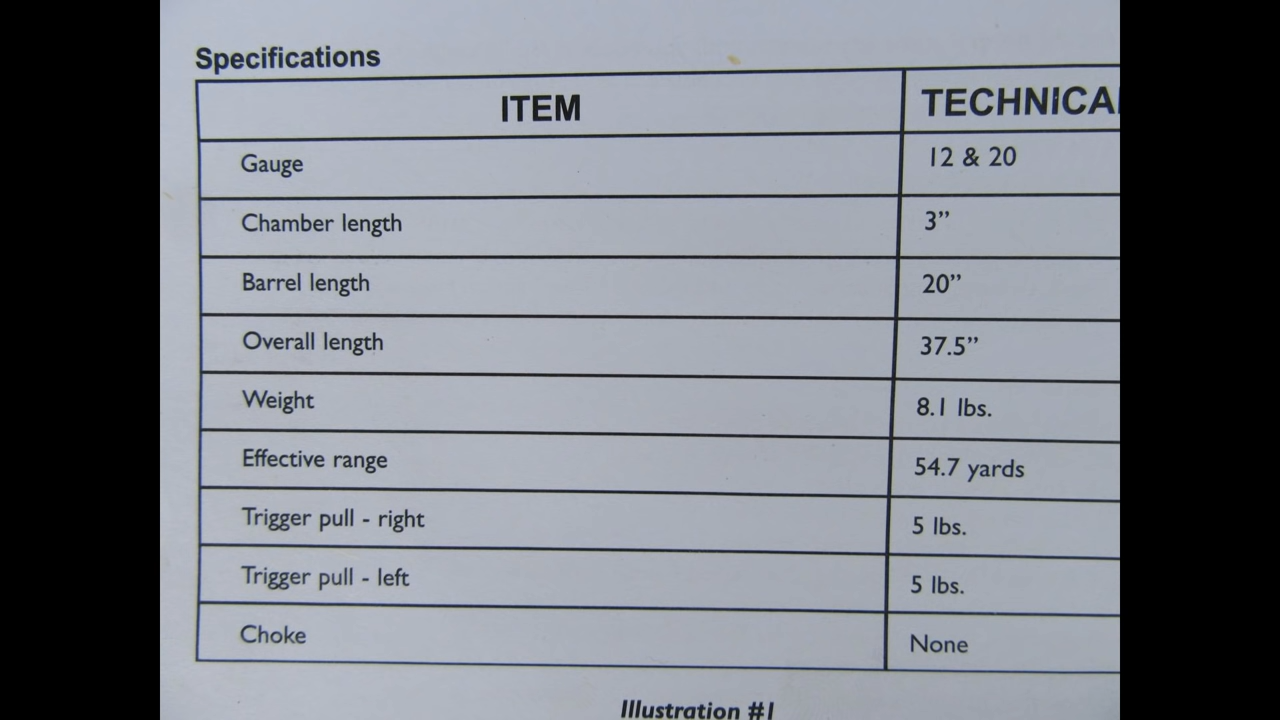 Specifications
ITEM TECHNICA
Gauge 12 & 20
Chamber length 3”
Barrel length 20”
Overall length 37.5”
Weight 8.1 lbs.
Effective range 54.7 yards
Trigger pull - right 5 lbs.
Trigger pull - left 5 lbs.
Choke None
Illustration #1